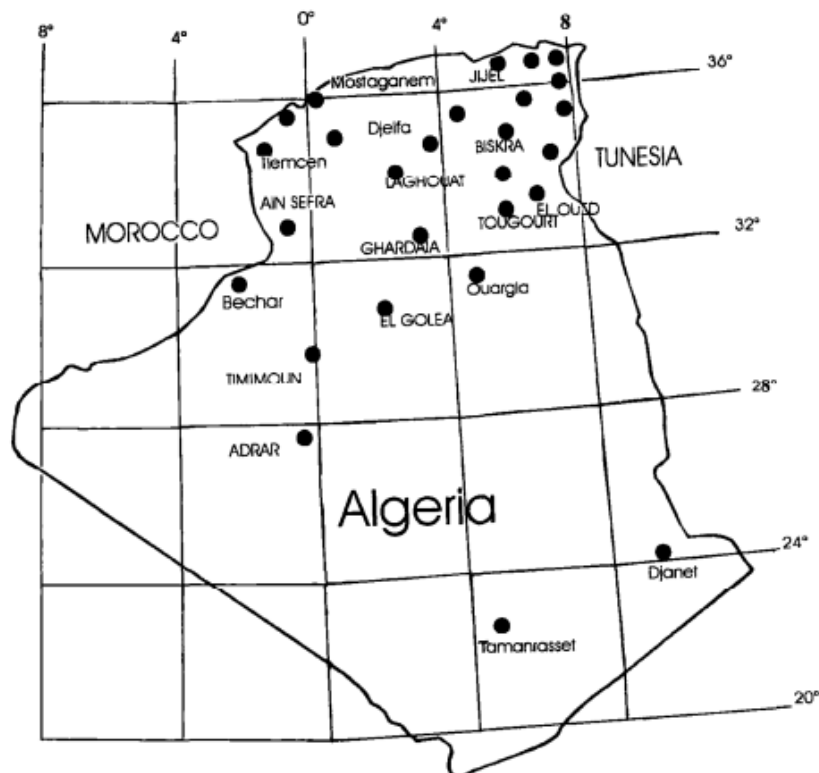 8° 4° 0° 4° 8
36°
Mostaganem JIJEL
Djelfa BISKRA TUNESIA
Tlemcen LAGHOUAT
AIN SEFRA TOUGOURT EL OUED
MOROCCO GHARDAIA 32°
Bechar EL GOLEA Ouargla
TIMIMOUN
28°
ADRAR
Algeria
24°
Djanet
Tamanrasset
20°